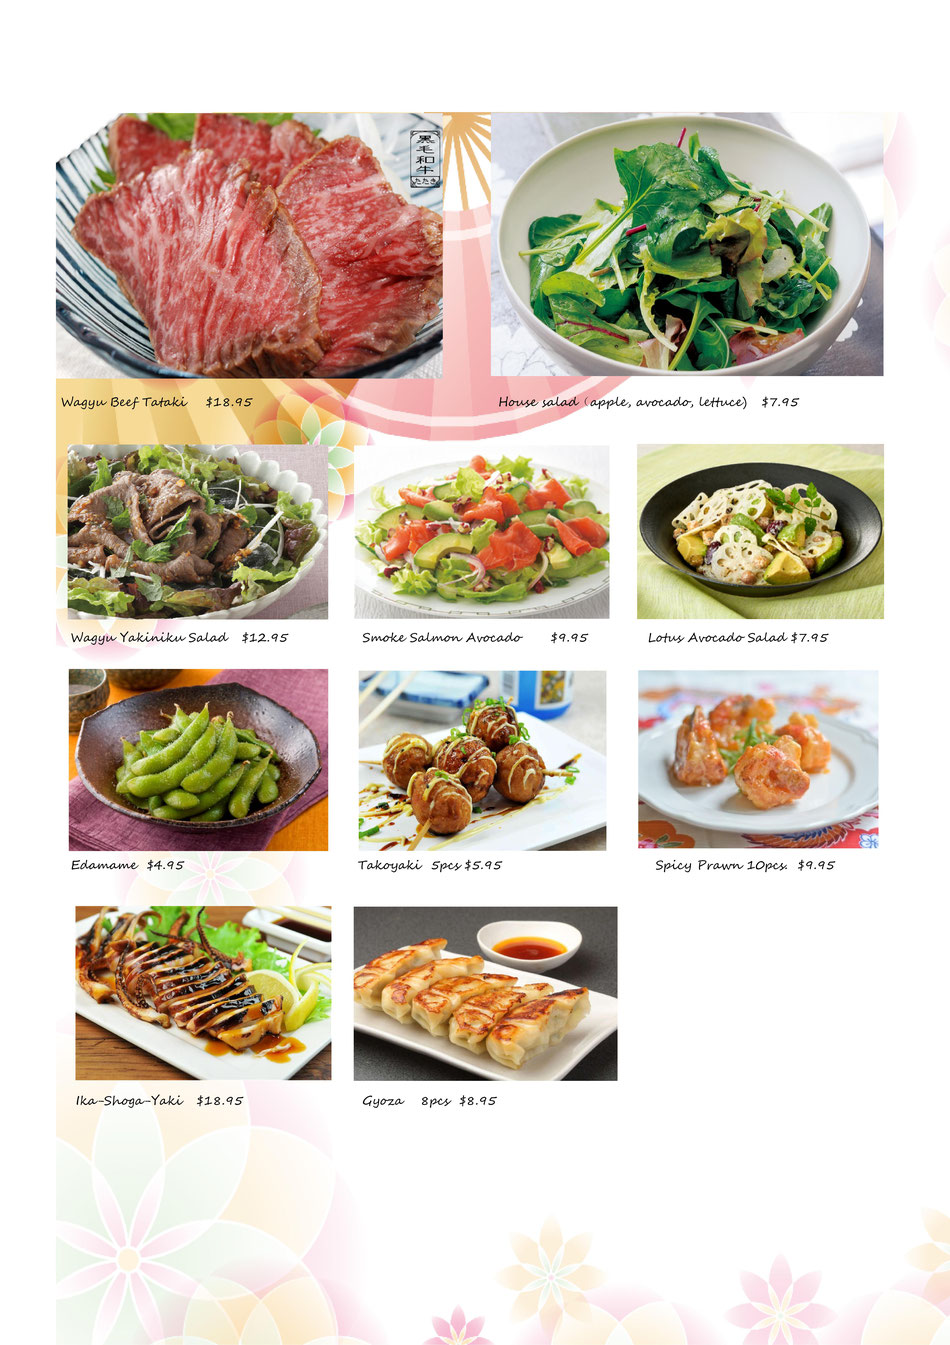 黒毛和牛
たたき
Wagyu Beef Tataki $18.95
House salad (apple, avocado, lettuce) $7.95
Wagyu Yakiniku Salad $12.95
Smoke Salmon Avocado $9.95
Lotus Avocado Salad $7.95
Edamame $4.95
Takoyaki 5pcs $5.95
Spicy Prawn 10pcs. $9.95
Ika-Shoga-Yaki $18.95
Gyoza 8pcs $8.95